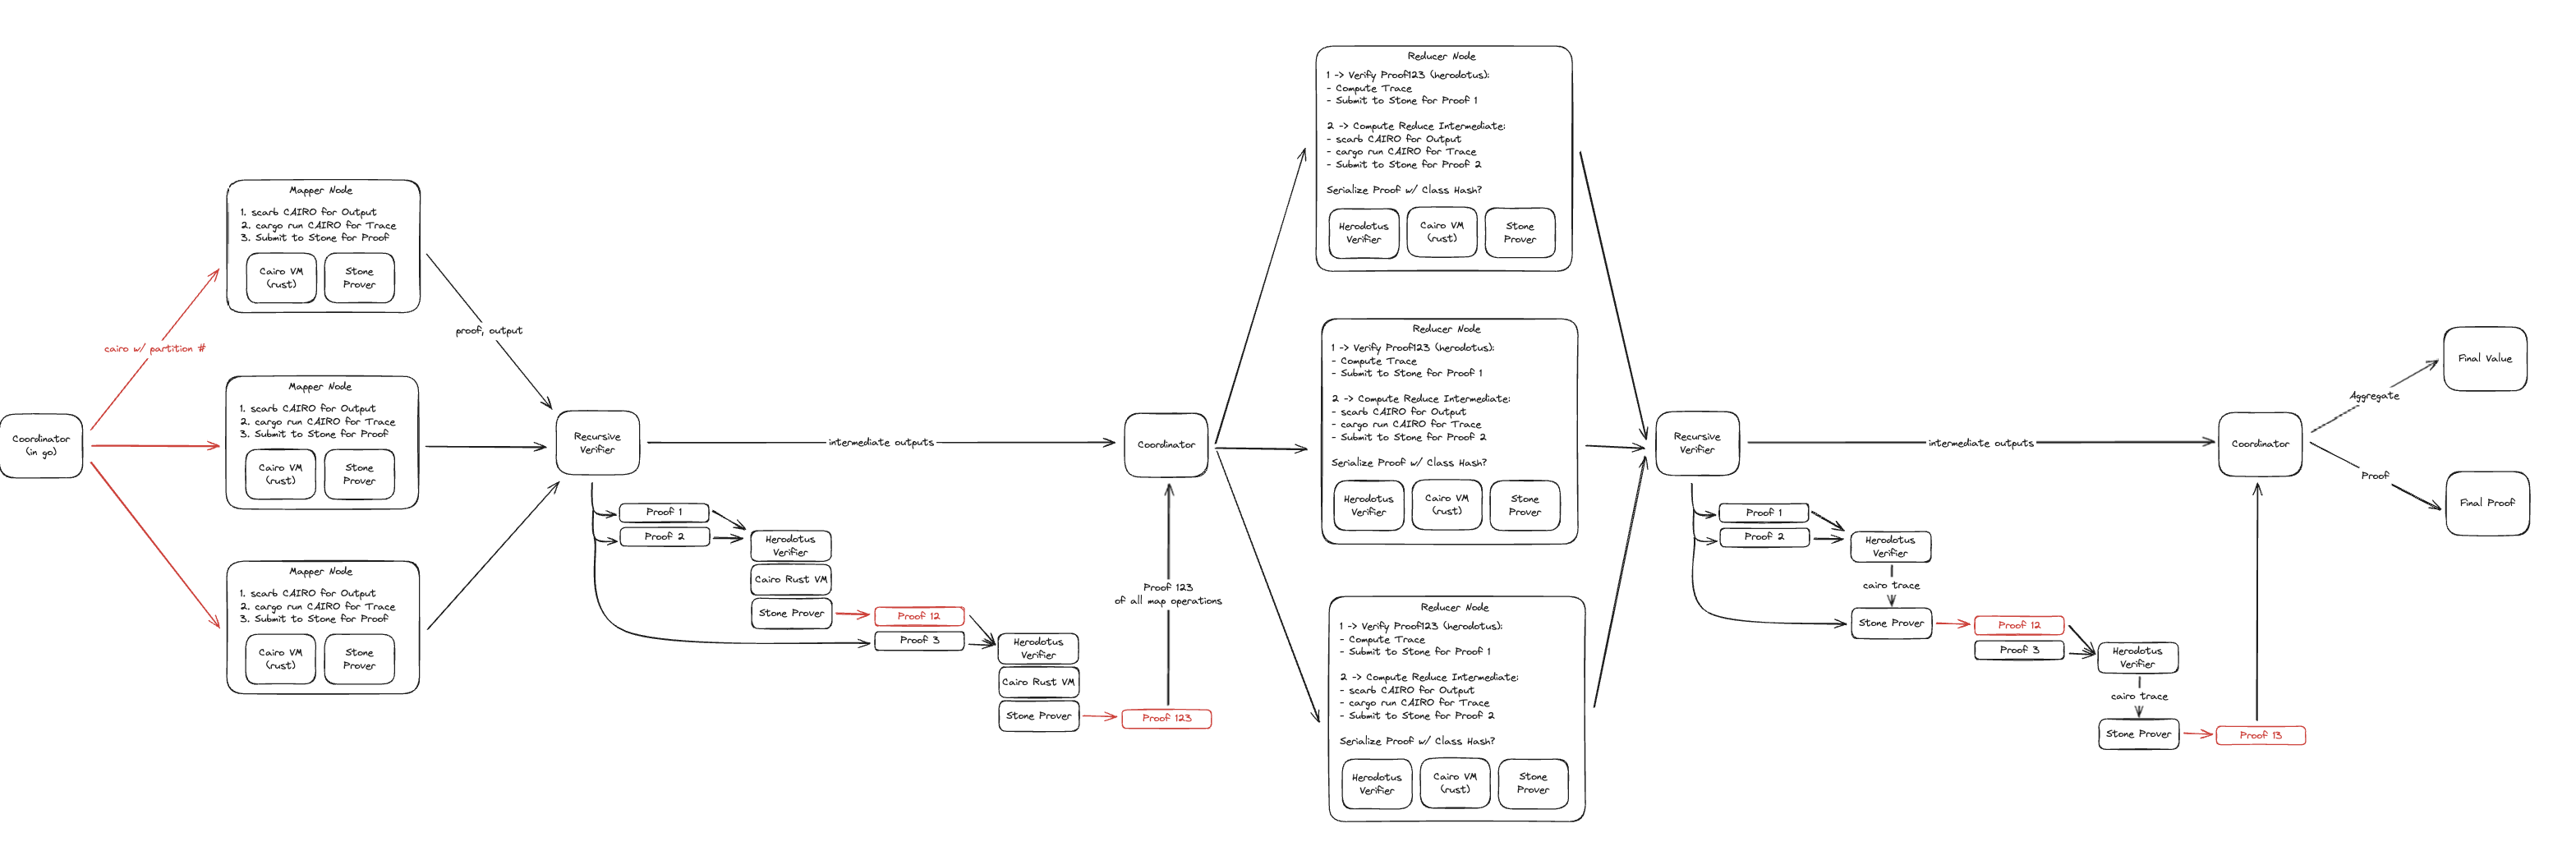 Coordinator
(in go)
cairo w/ partition #
Mapper Node
1. scarb CAIRO for Output
2. cargo run CAIRO for Trace
3. Submit to Stone for Proof
Cairo VM
(rust)
Stone
Prover
Mapper Node
1. scarb CAIRO for Output
2. cargo run CAIRO for Trace
3. Submit to Stone for Proof
Cairo VM
(rust)
Stone
Prover
Mapper Node
1. scarb CAIRO for Output
2. cargo run CAIRO for Trace
3. Submit to Stone for Proof
Cairo VM
(rust)
Stone
Prover
proof, output
Recursive
Verifier
intermediate outputs
Proof 1
Proof 2
Herodotus
Verifier
Cairo Rust VM
Stone Prover
Proof 12
Proof 3
Herodotus
Verifier
Cairo Rust VM
Stone Prover
Proof 123
Proof 123
of all map operations
Coordinator
Reducer Node
1 -> Verify Proof123 (herodotus):
- Compute Trace
- Submit to Stone for Proof 1
2 -> Compute Reduce Intermediate:
- scarb CAIRO for Output
- cargo run CAIRO for Trace
- Submit to Stone for Proof 2
Serialize Proof w/ Class Hash?
Herodotus
Verifier
Cairo VM
(rust)
Stone
Prover
Reducer Node
1 -> Verify Proof123 (herodotus):
- Compute Trace
- Submit to Stone for Proof 1
2 -> Compute Reduce Intermediate:
- scarb CAIRO for Output
- cargo run CAIRO for Trace
- Submit to Stone for Proof 2
Serialize Proof w/ Class Hash?
Herodotus
Verifier
Cairo VM
(rust)
Stone
Prover
Reducer Node
1 -> Verify Proof123 (herodotus):
- Compute Trace
- Submit to Stone for Proof 1
2 -> Compute Reduce Intermediate:
- scarb CAIRO for Output
- cargo run CAIRO for Trace
- Submit to Stone for Proof 2
Serialize Proof w/ Class Hash?
Herodotus
Verifier
Cairo VM
(rust)
Stone
Prover
Recursive
Verifier
intermediate outputs
Proof 1
Proof 2
Herodotus
Verifier
cairo trace
Stone Prover
Proof 12
Proof 3
Herodotus
Verifier
cairo trace
Stone Prover
Proof 13
Coordinator
Aggregate
Final Value
Proof
Final Proof